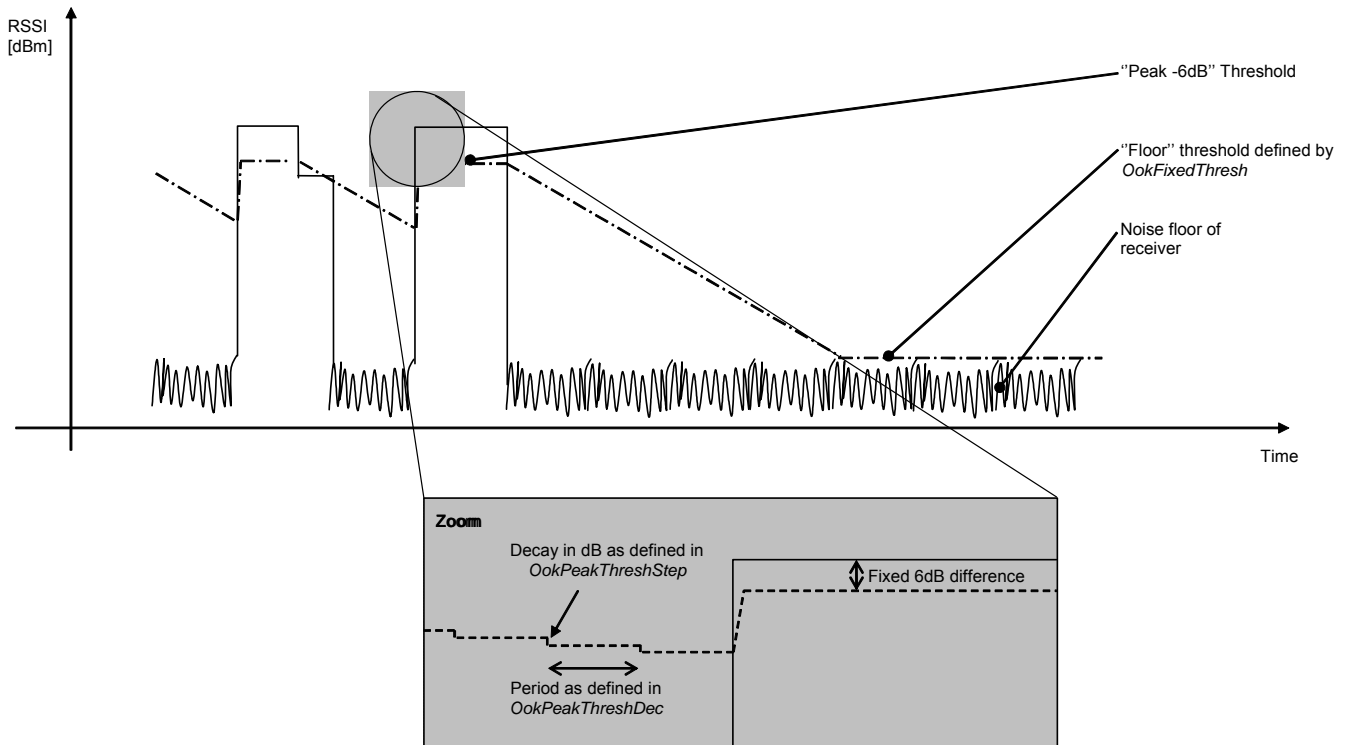 RSSI
[dBm]
‘’Peak -6dB’’ Threshold
‘’Floor’’ threshold defined by
OokFixedThresh
Noise floor of
receiver
Time
Zoom
Decay in dB as defined in
OokPeakThreshStep
Fixed 6dB difference
Period as defined in
OokPeakThreshDec